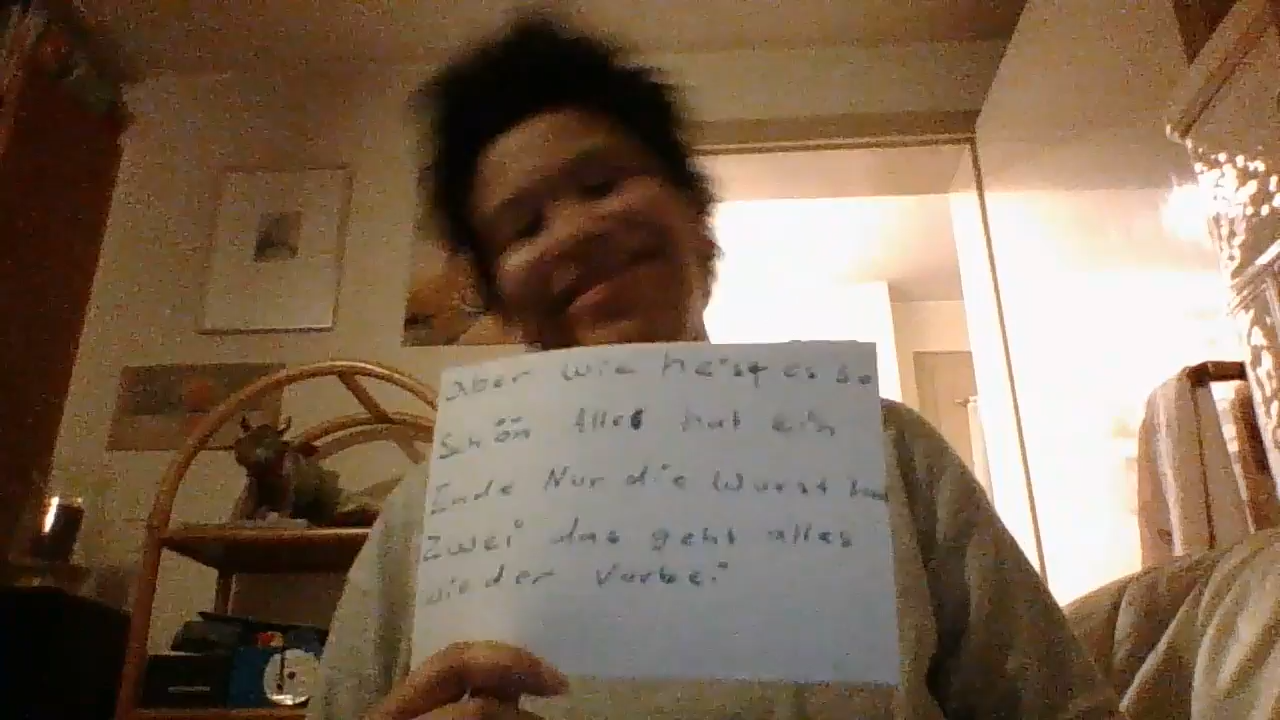 aber wie heist es so
schön Alles hat ein
Ende Nur die Wurst hat
Zwei das geht alles
wieder Vorbei